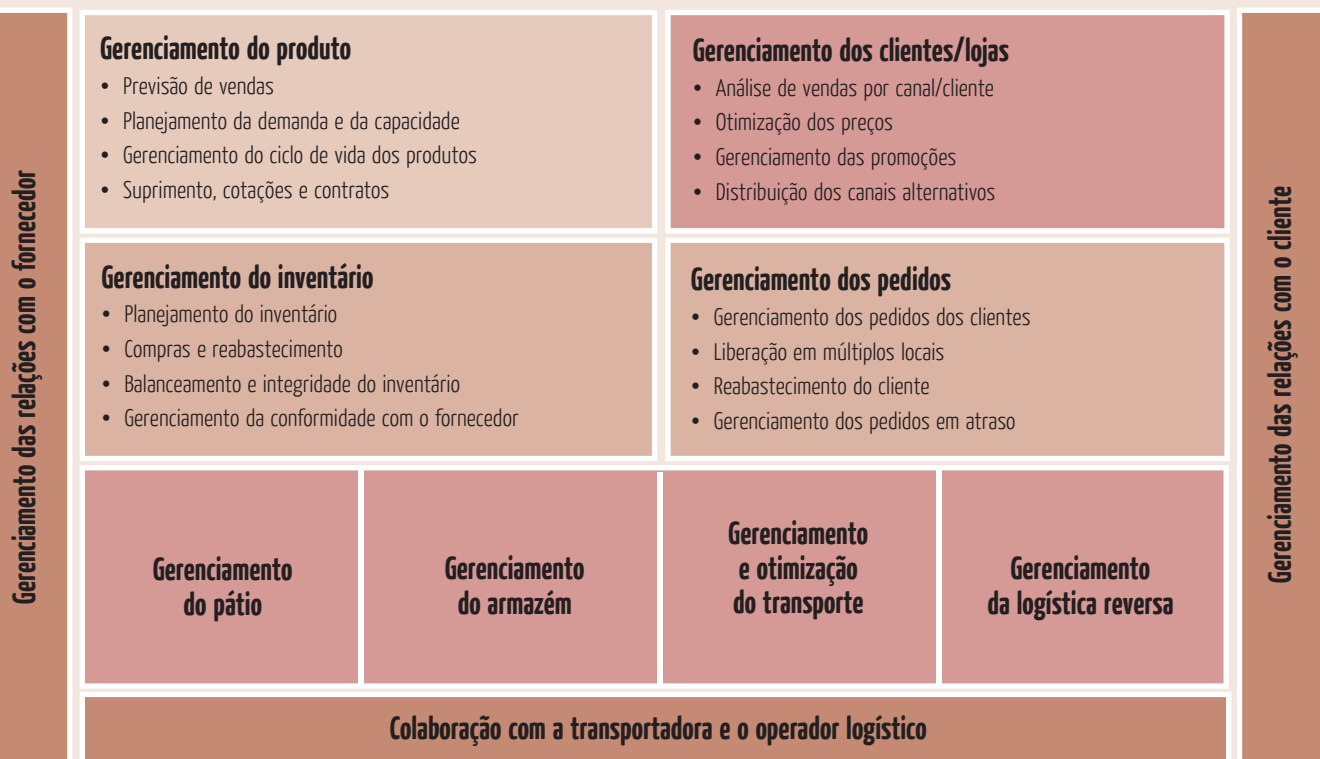 Gerenciamento das relações com o fornecedor
Gerenciamento do produto
• Previsão de vendas
• Planejamento da demanda e da capacidade
• Gerenciamento do ciclo de vida dos produtos
• Suprimento, cotações e contratos
Gerenciamento dos clientes/lojas
• Análise de vendas por canal/cliente
• Otimização dos preços
• Gerenciamento das promoções
• Distribuição dos canais alternativos
Gerenciamento do inventário
• Planejamento do inventário
• Compras e reabastecimento
• Balanceamento e integridade do inventário
• Gerenciamento da conformidade com o fornecedor
Gerenciamento dos pedidos
• Gerenciamento dos pedidos dos clientes
• Liberação em múltiplos locais
• Reabastecimento do cliente
• Gerenciamento dos pedidos em atraso
Gerenciamento
do pátio
Gerenciamento
do armazém
Gerenciamento
e otimização
do transporte
Gerenciamento
da logística reversa
Colaboração com a transportadora e o operador logístico
Gerenciamento das relações com o cliente